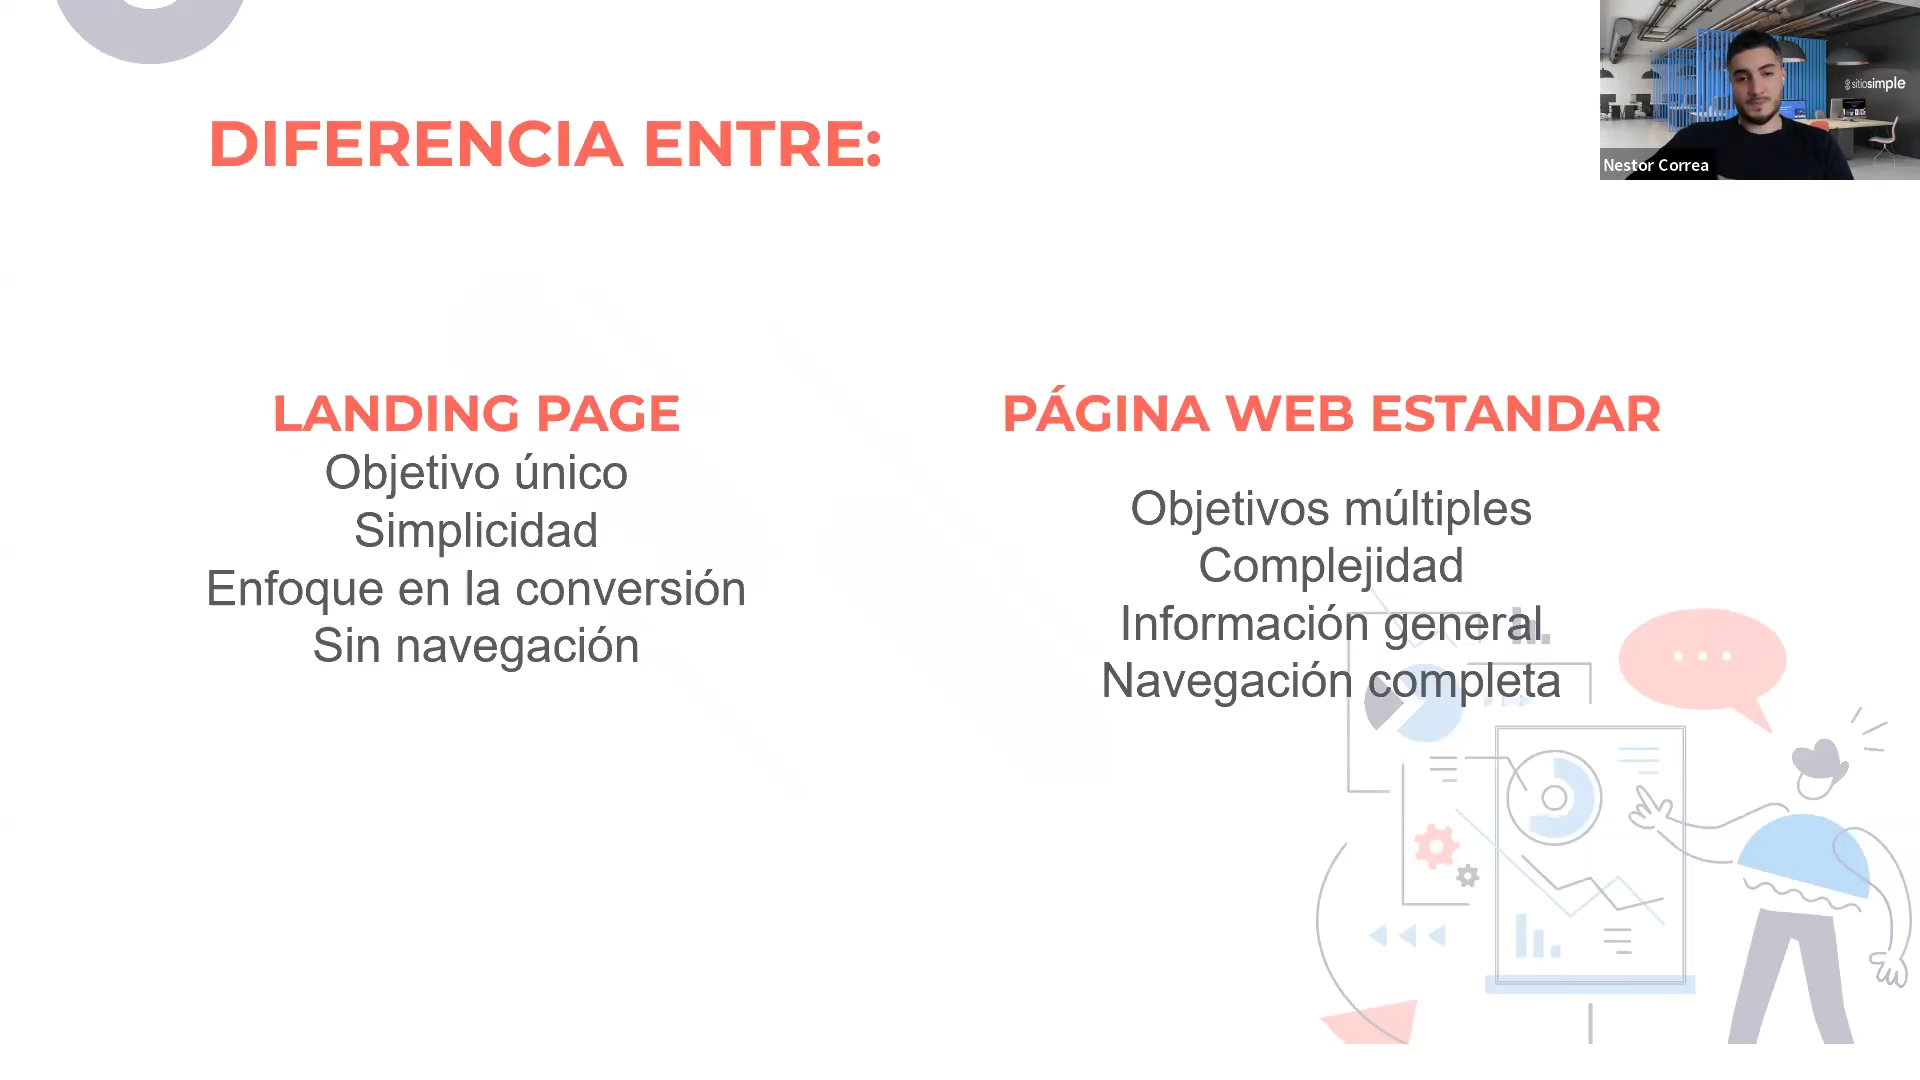 DIFERENCIA ENTRE:
sitiosimple
Nestor Correa
LANDING PAGE
Objetivo único
Simplicidad
Enfoque en la conversión
Sin navegación
PÁGINA WEB ESTANDAR
Objetivos múltiples
Complejidad
Información general
Navegación completa